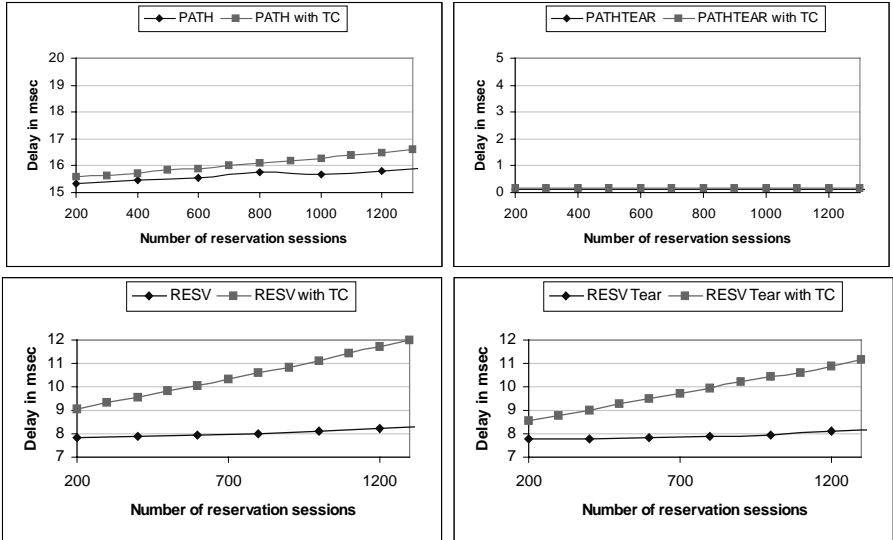 PATH PATH with TC
20
19
18
17
16
15
Delay in msec
200 400 600 800 1000 1200
Number of reservation sessions
PATHTEAR PATHTEAR with TC
5
4
3
2
1
0
Delay in msec
200 400 600 800 1000 1200
Number of reservation sessions
RESV RESV with TC
12
11
10
9
8
7
Delay in msec
200 700 1200
Number of reservation sessions
RESV Tear RESV Tear with TC
12
11
10
9
8
7
Delay in msec
200 700 1200
Number of reservation sessions